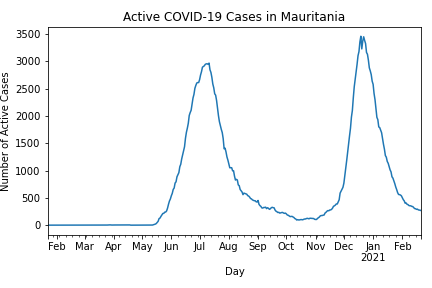 Active COVID-19 Cases in Mauritania
Number of Active Cases
3500
3000
2500
2000
1500
1000
500
0
Feb Mar Apr May Jun Jul Aug Sep Oct Nov Dec Jan Feb
2021
Day